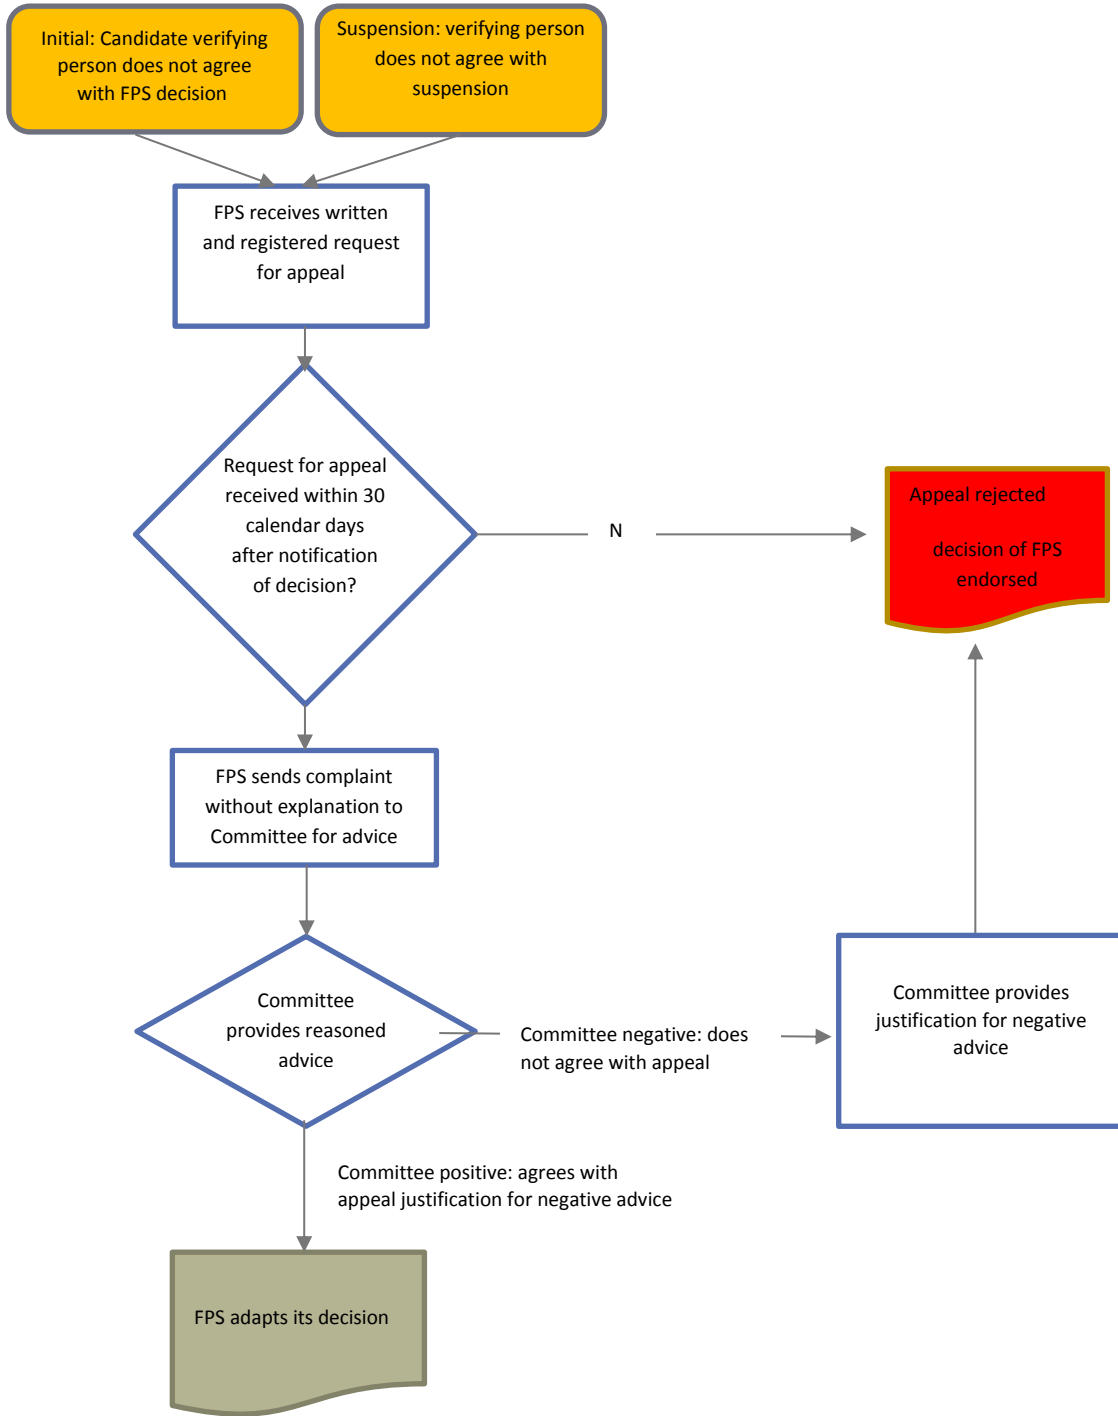 Initial: Candidate verifying
person does not agree
with FPS decision
Suspension: verifying person
does not agree with
suspension
FPS receives written
and registered request
for appeal
Request for appeal
received within 30
calendar days
after notification
of decision?
N
Appeal rejected
decision of FPS
endorsed
FPS sends complaint
without explanation to
Committee for advice
Committee
provides reasoned
advice
Committee negative: does
not agree with appeal
Committee provides
justification for negative
advice
Committee positive: agrees with
appeal justification for negative advice
FPS adapts its decision